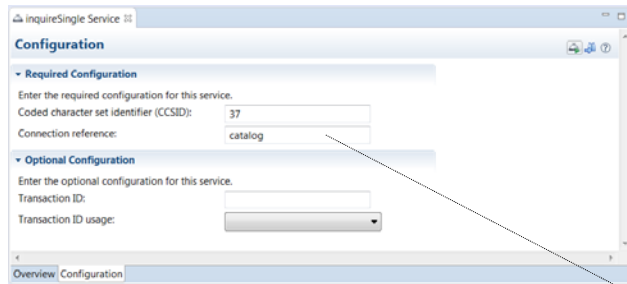 inquireSingle Service
Configuration
Required Configuration
Enter the required configuration for this service.
Coded character set identifier (CCSID): 37
Connection reference: catalog
Optional Configuration
Enter the optional configuration for this service.
Transaction ID:
Transaction ID usage:
Overview Configuration